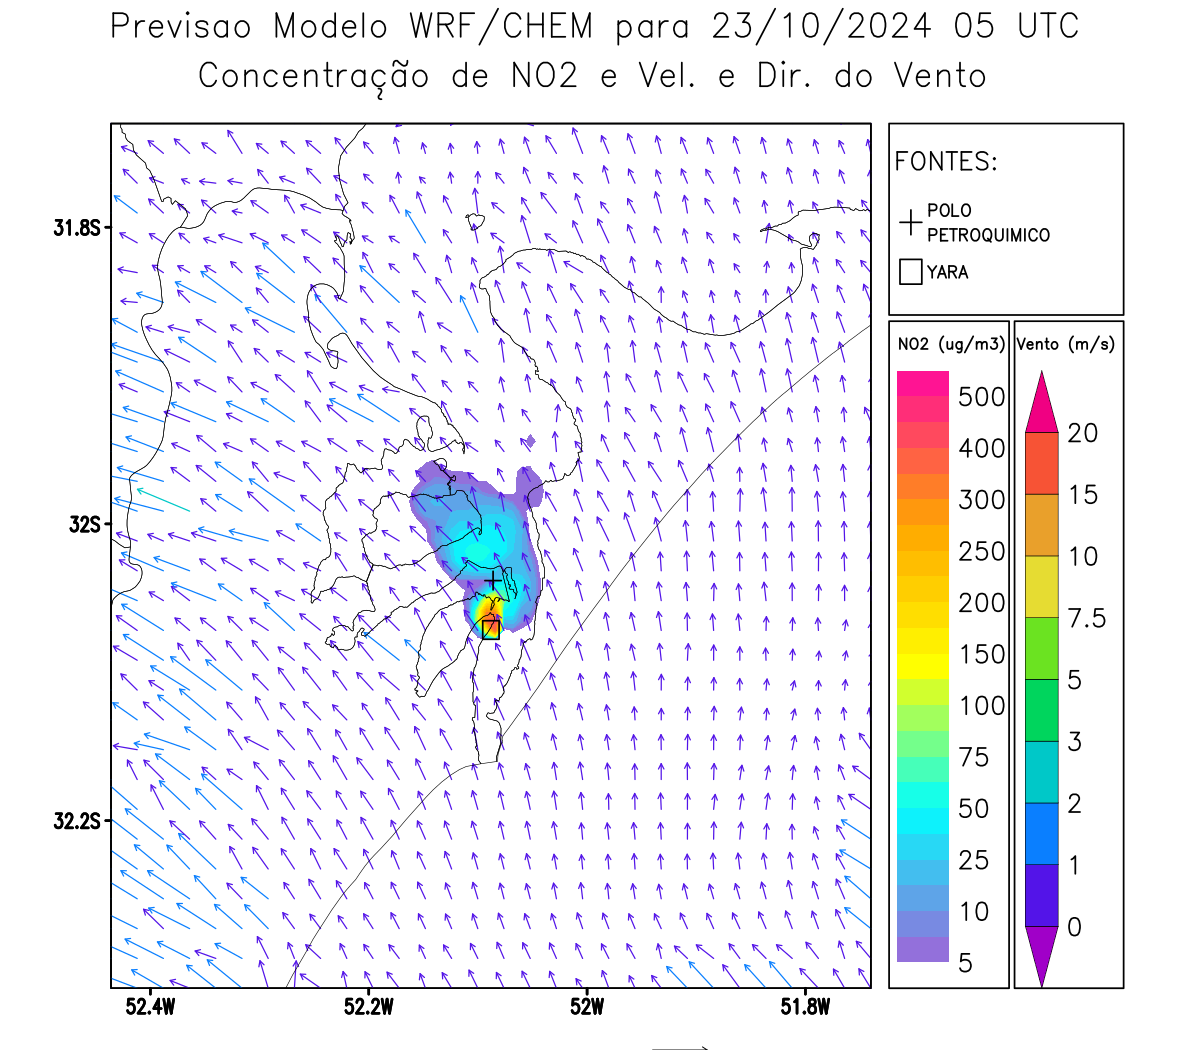 Previsao Modelo WRF/CHEM para 23/10/2024 05 UTC
Concentração de NO2 e Vel. e Dir. do Vento
FONTES:
POLO
PETROQUIMICO
YARA
NO2 (ug/m3)
500
400
300
250
200
150
100
75
50
25
10
5
Vento (m/s)
20
15
10
7.5
5
3
2
1
0
31.8S
32S
32.2S
52.4W
52.2W
52W
51.8W